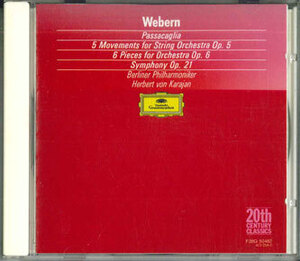 Webern
Passacaglia
5 Movements for String Orchestra Op. 5
6 Pieces for Orchestra Op. 6
Symphony Op. 21
Berliner Philharmoniker
Herbert von Karajan
Deutsche
Grammophon
20th
CENTURY
CLASSICS